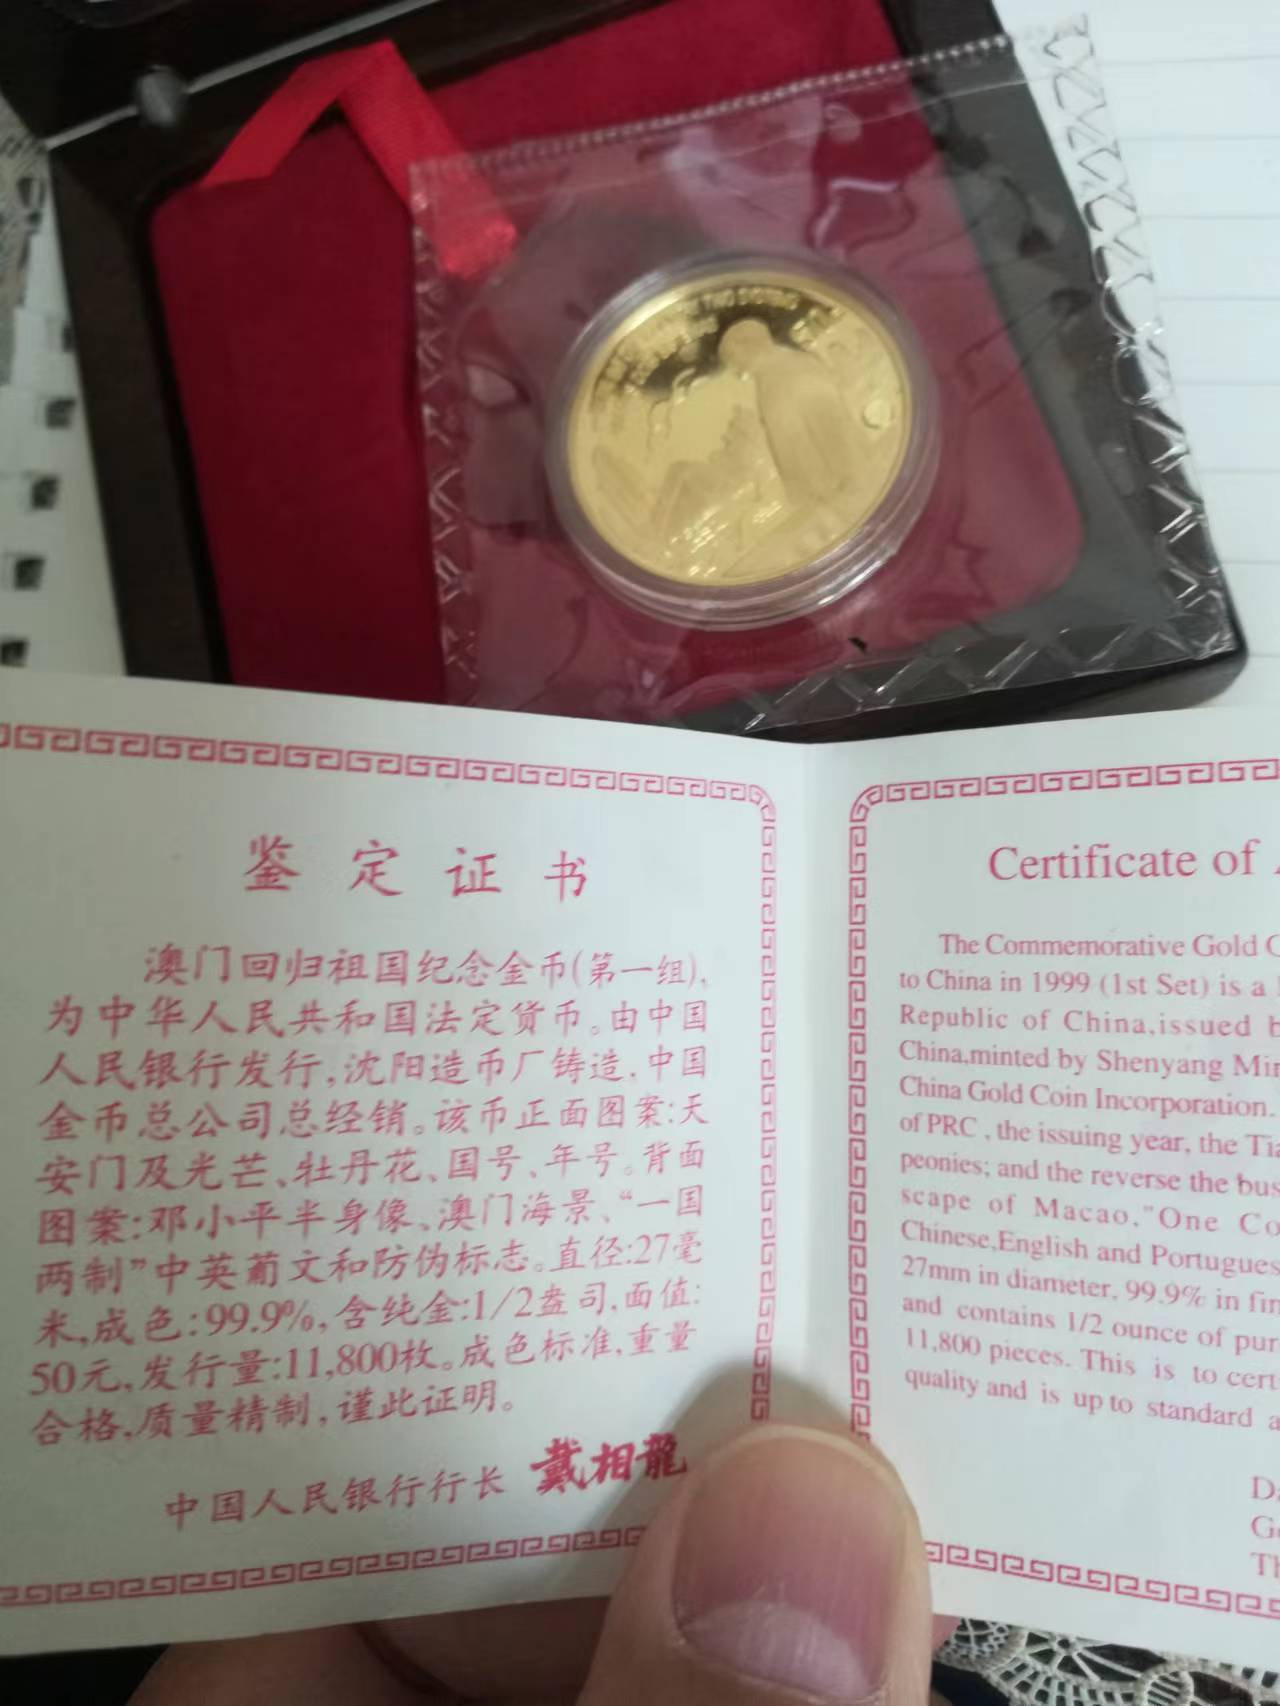 鉴定证书
澳门回归祖国纪念金币(第一组),
为中华人民共和国法定货币。由中国
人民银行发行,沈阳造币厂铸造,中国
金币总公司总经销。该币正面图案:天
安门及光芒、牡丹花、国号、年号。背面
图案:邓小平半身像、澳门海景、“一国
两制”中英葡文和防伪标志。直径:27毫
米,成色:99.9%,含纯金:1/2盎司,面值:
50元,发行量:11,800枚。成色标准,重量
合格,质量精制,谨此证明。
中国人民银行行长 戴相龍
Certificate of
The Commemorative Gold
to China in 1999 (1st Set) is a
Republic of China,issued
China,minted by Shenyang
China Gold Coin Incorporation.
of PRC , the issuing year, the
peonies; and the reverse the
scape of Macao,"One
Chinese,English and
27mm in diameter, 99.9% in
and contains 1/2 ounce of
11,800 pieces. This is to
quality and is up to standard